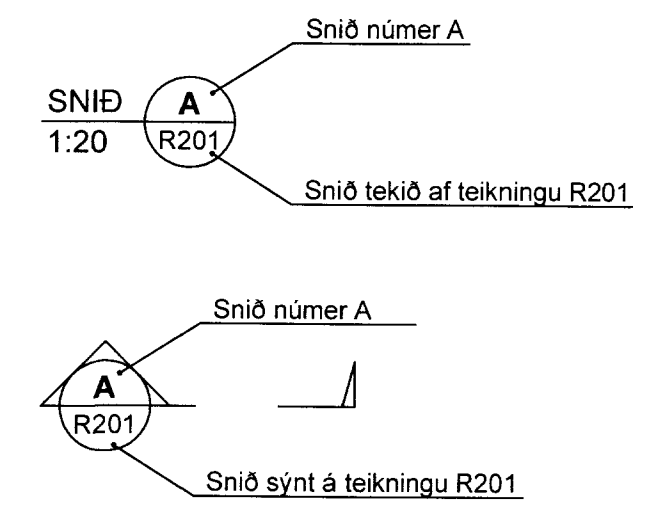 Snið númer A
SNIÐ A
1:20 R201
Snið tekið af teikningu R201
Snið númer A
A
R201
Snið sýnt á teikningu R201